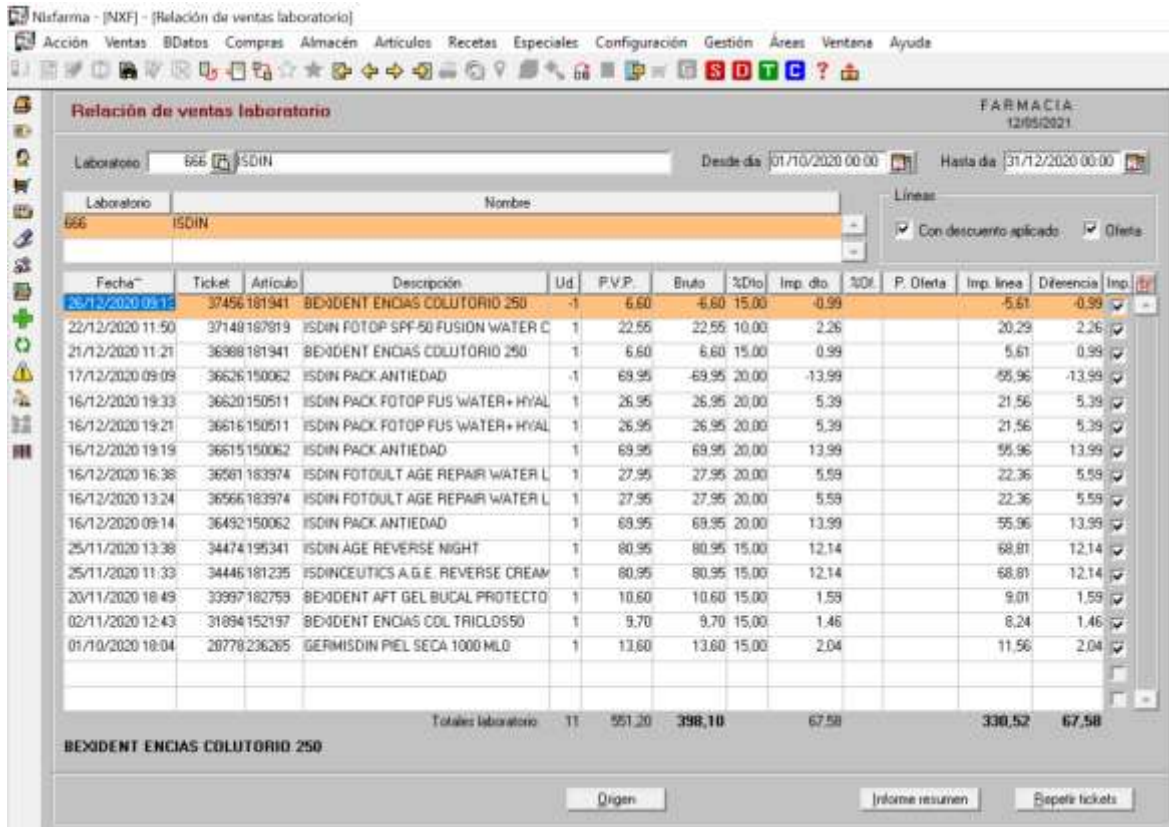 Nixfarma - [NXF] - [Relación de ventas laboratorio]
Acción Ventas BDatos Compras Almacén Artículos Recetas Especiales Configuración Gestión Áreas Ventana Ayuda
S D T C ?
Relación de ventas laboratorio FARMACIA
12/05/2021
Laboratorio 666 ISDIN Desde día 01/10/2020 00:00 Hasta día 31/12/2020 00:00
Laboratorio Nombre Líneas
666 ISDIN
Con descuento aplicado Oferta
Fecha Ticket Artículo Descripción Ud. P.V.P. Bruto %Dto Imp. dto. %Of. P. Oferta Imp. línea Diferencia Imp.
26/12/2020 09:13 37456 181941 BEXIDENT ENCIAS COLUTORIO 250 -1 6,60 -6,60 15,00 -0,99 -5,61 -0,99
22/12/2020 11:50 37148 187819 ISDIN FOTOP SPF-50 FUSION WATER C 1 22,55 22,55 10,00 2,26 20,29 2,26
21/12/2020 11:21 36988 181941 BEXIDENT ENCIAS COLUTORIO 250 1 6,60 6,60 15,00 0,99 5,61 0,99
17/12/2020 09:09 36626 150062 ISDIN PACK ANTIEDAD -1 69,95 -69,95 20,00 -13,99 -55,96 -13,99
16/12/2020 19:33 36620 150511 ISDIN PACK FOTOP FUS WATER+ HYAL 1 26,95 26,95 20,00 5,39 21,56 5,39
16/12/2020 19:21 36616 150511 ISDIN PACK FOTOP FUS WATER+ HYAL 1 26,95 26,95 20,00 5,39 21,56 5,39
16/12/2020 19:19 36615 150062 ISDIN PACK ANTIEDAD 1 69,95 69,95 20,00 13,99 55,96 13,99
16/12/2020 16:38 36581 183974 ISDIN FOTOULT AGE REPAIR WATER L 1 27,95 27,95 20,00 5,59 22,36 5,59
16/12/2020 13:24 36566 183974 ISDIN FOTOULT AGE REPAIR WATER L 1 27,95 27,95 20,00 5,59 22,36 5,59
16/12/2020 09:14 36492 150062 ISDIN PACK ANTIEDAD 1 69,95 69,95 20,00 13,99 55,96 13,99
25/11/2020 13:38 34474 195341 ISDIN AGE REVERSE NIGHT 1 80,95 80,95 15,00 12,14 68,81 12,14
25/11/2020 11:33 34446 181235 ISDINCEUTICS A.G.E. REVERSE CREAM 1 80,95 80,95 15,00 12,14 68,81 12,14
20/11/2020 18:49 33997 182759 BEXIDENT AFT GEL BUCAL PROTECTO 1 10,60 10,60 15,00 1,59 9,01 1,59
02/11/2020 12:43 31894 152197 BEXIDENT ENCIAS COL TRICLOS50 1 9,70 9,70 15,00 1,46 8,24 1,46
01/10/2020 18:04 28778 236265 GERMISDIN PIEL SECA 1000 ML0 1 13,60 13,60 15,00 2,04 11,56 2,04
Totales laboratorio 11 551,20 398,10 67,58 330,52 67,58
BEXIDENT ENCIAS COLUTORIO 250
Origen Informe resumen Repetir tickets